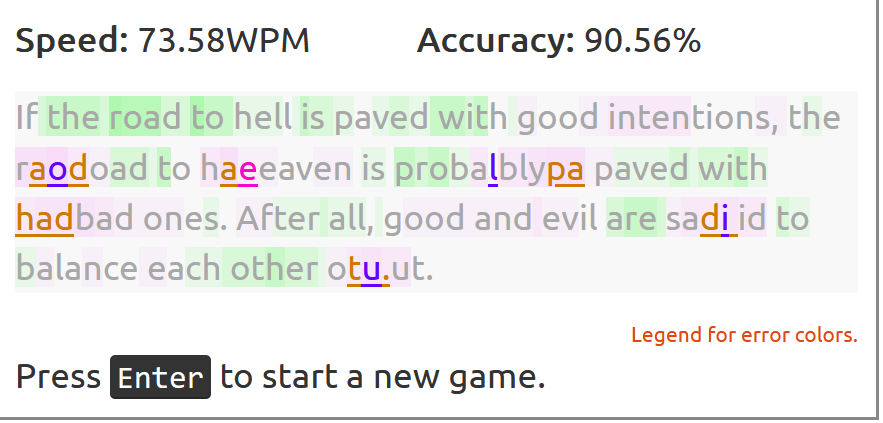 Speed: 73.58WPM Accuracy: 90.56%
If the road to hell is paved with good intentions, the
raodoad to haeeaven is probalblypa paved with
hadbad ones. After all, good and evil are sadi id to
balance each other otu.ut.
Legend for error colors.
Press Enter to start a new game.